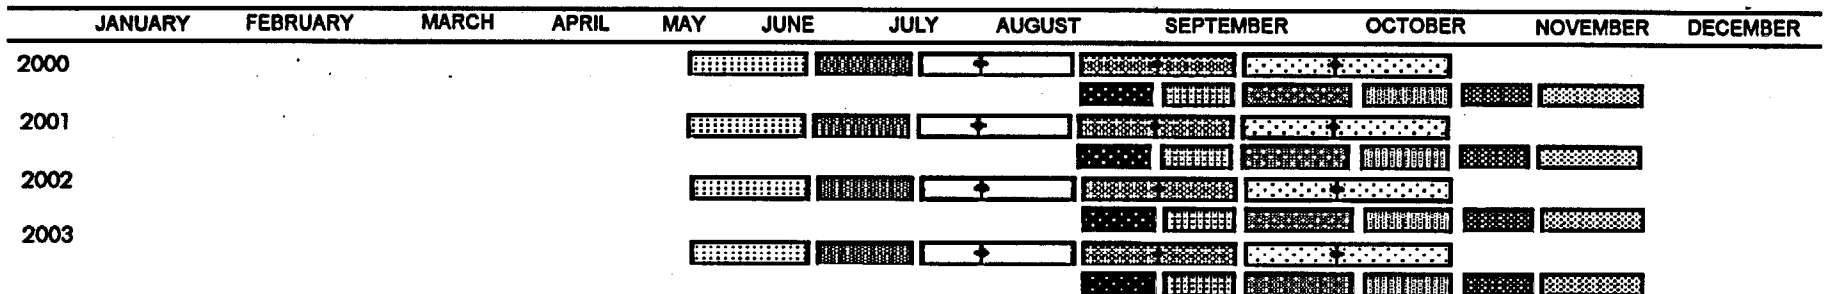 JANUARY FEBRUARY MARCH APRIL MAY JUNE JULY AUGUST SEPTEMBER OCTOBER NOVEMBER DECEMBER
2000
2001
2002
2003